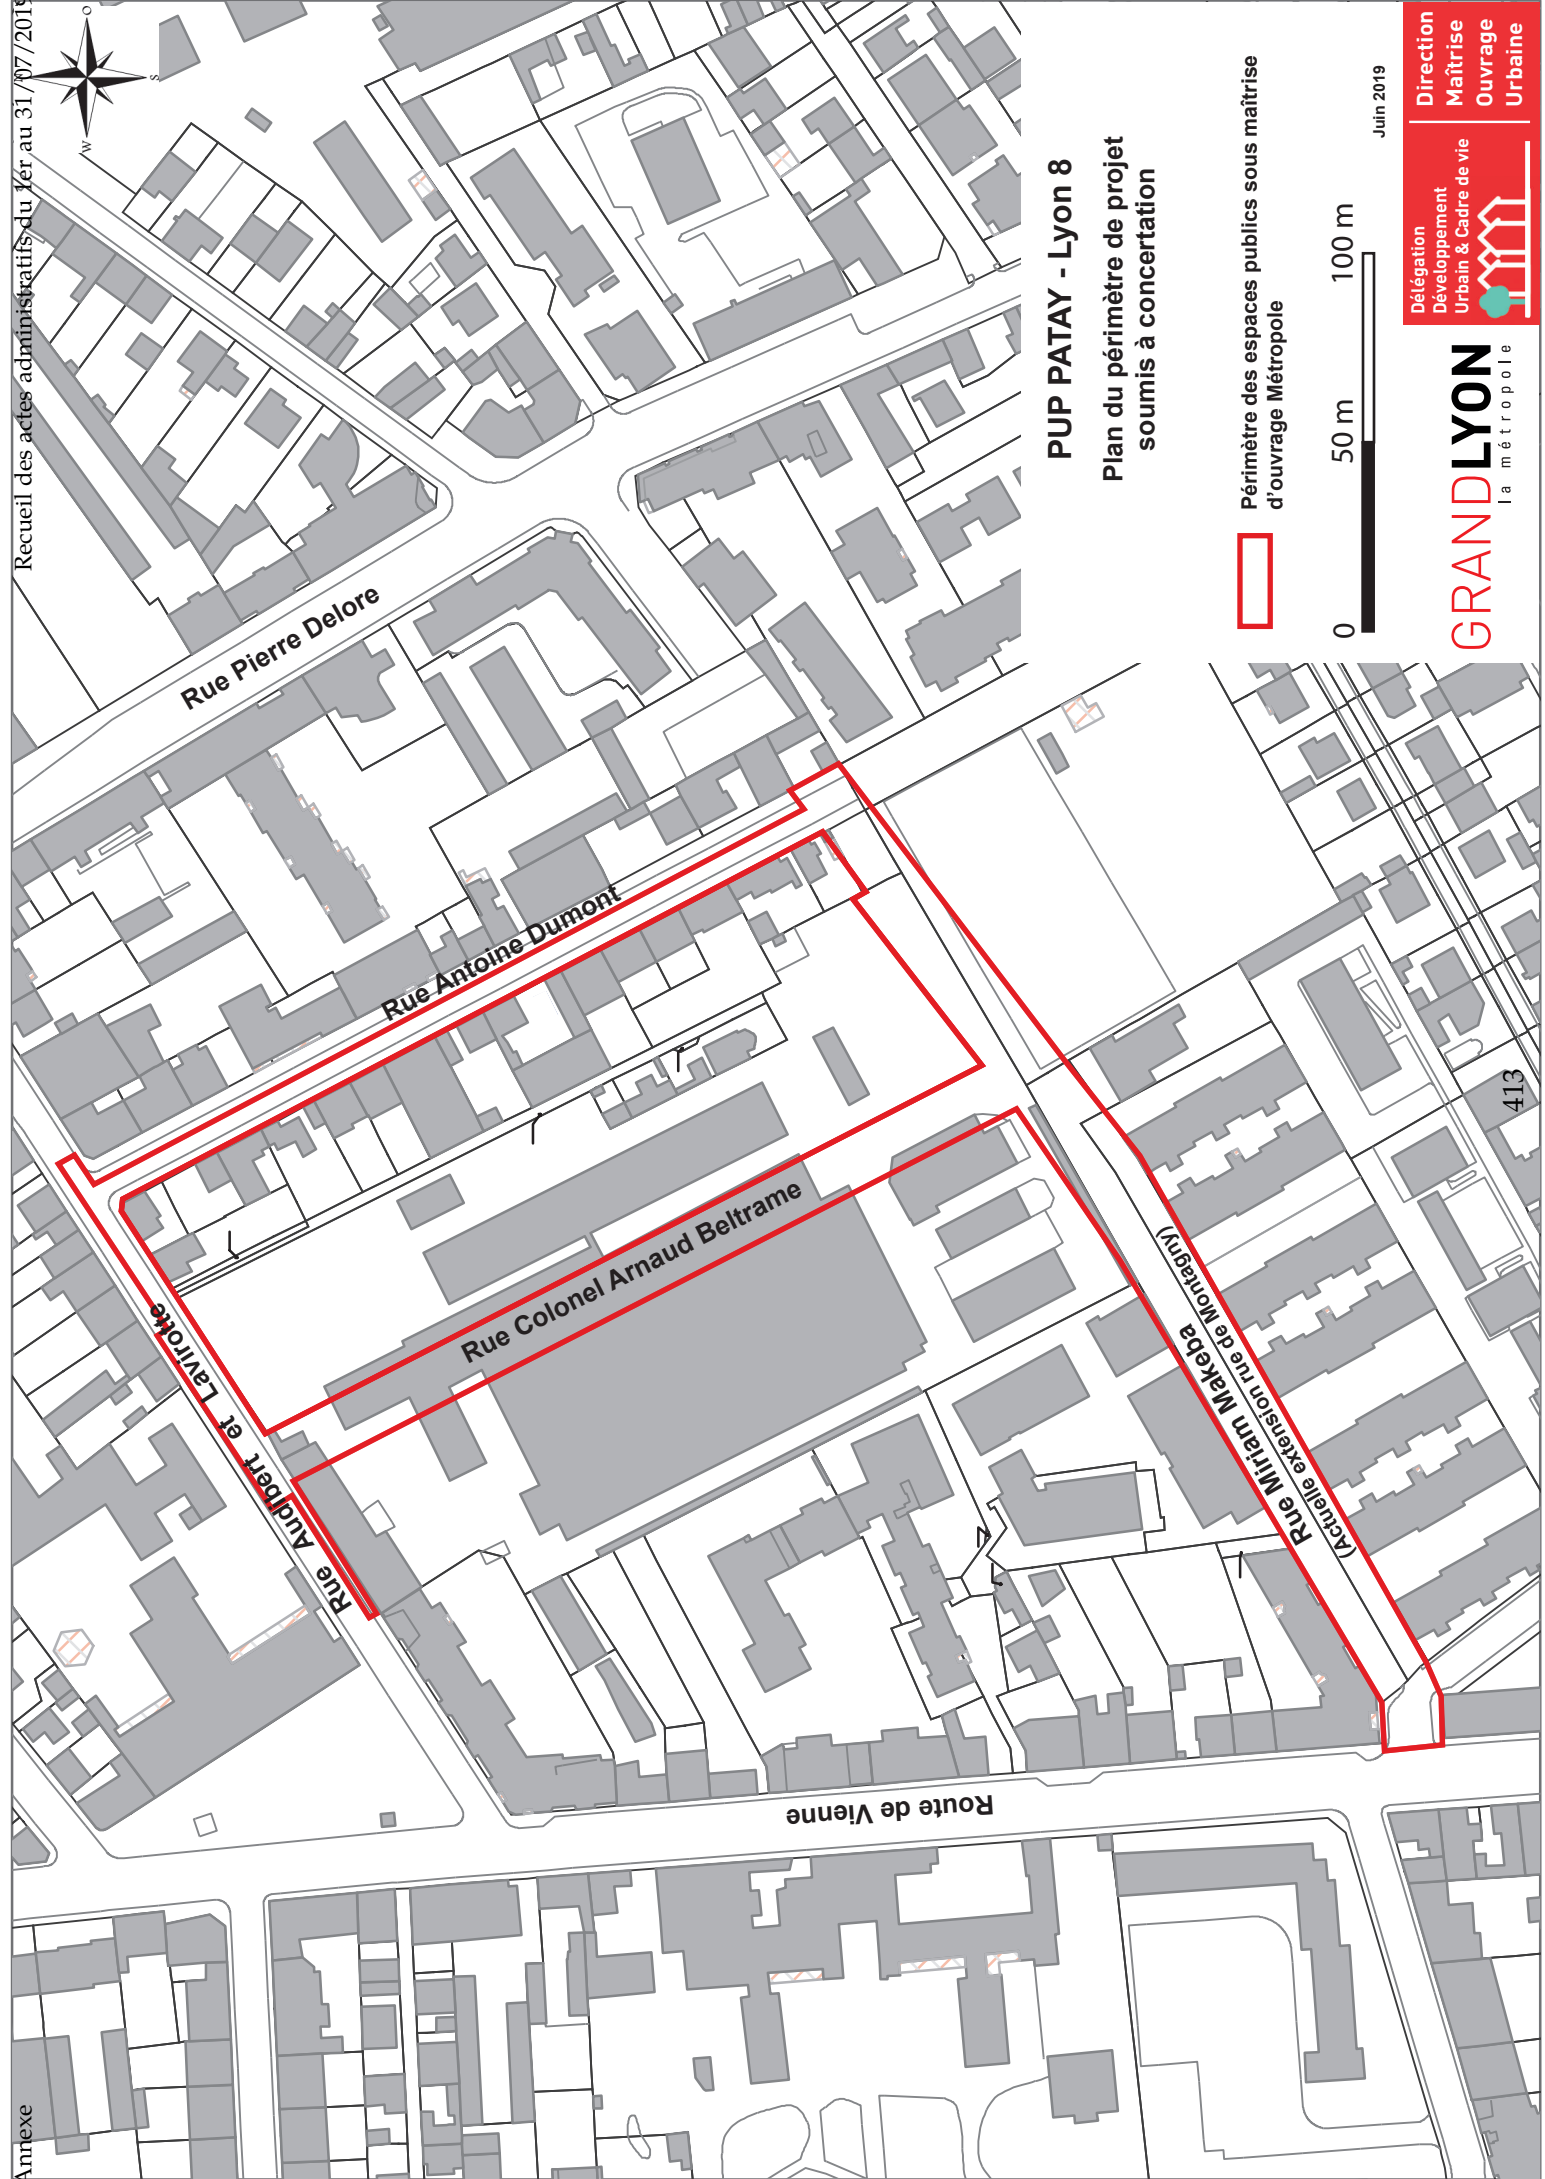 Recueil des actes administratifs du 1er au 31/07/2019
Annexe
W
O
S
Rue Pierre Delore
Rue Antoine Dumont
Rue Colonel Arnaud Beltrame
Rue Audibert et Lavirotte
Rue Miriam Makeba
(Actuelle extension rue de Montagny)
Route de Vienne
PUP PATAY - Lyon 8
Plan du périmètre de projet
soumis à concertation
Périmètre des espaces publics sous maîtrise
d'ouvrage Métropole
0
50 m
100 m
Juin 2019
GRANDLYON
la métropole
Délégation
Développement
Urbain & Cadre de vie
Direction
Maîtrise
Ouvrage
Urbaine
413